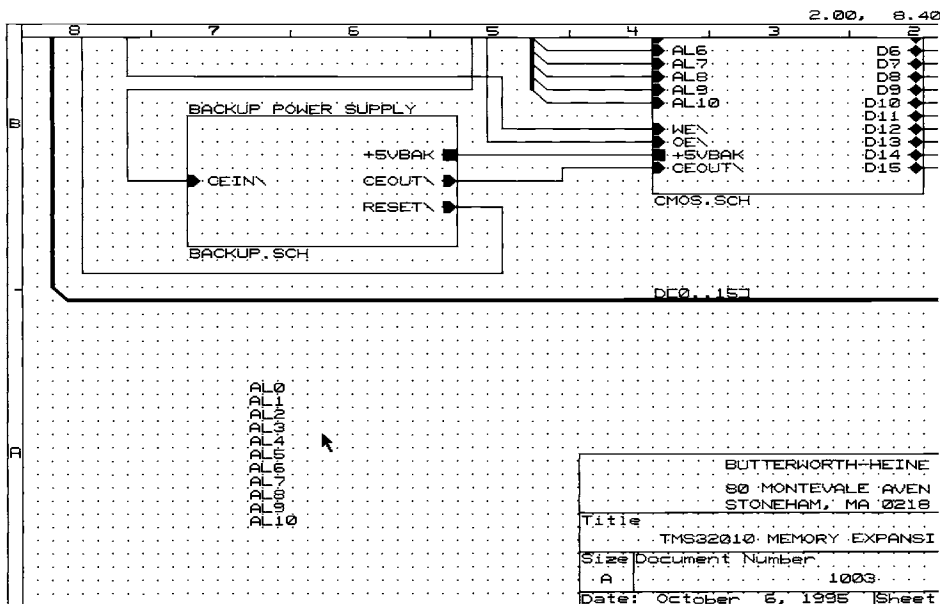 2.00, 8.40
8 7 6 5 4 3 2
AL6 D6
AL7 D7
AL8 D8
AL9 D9
AL10 D10
D11
B
BACKUP POWER SUPPLY
WE\ D12
OE\ D13
+5VBAK
+5VBAK D14
CEOUT\ D15
CEIN\ CEOUT\
RESET\
CMOS.SCH
BACKUP.SCH
D[0..15]
AL0
AL1
AL2
AL3
AL4
AL5
AL6
AL7
AL8
AL9
AL10
A
BUTTERWORTH-HEINE
80 MONTEVALE AVEN
STONEHAM, MA 0218
Title
TMS32010 MEMORY EXPANSI
Size Document Number
A 1003
Date: October 6, 1995 Sheet